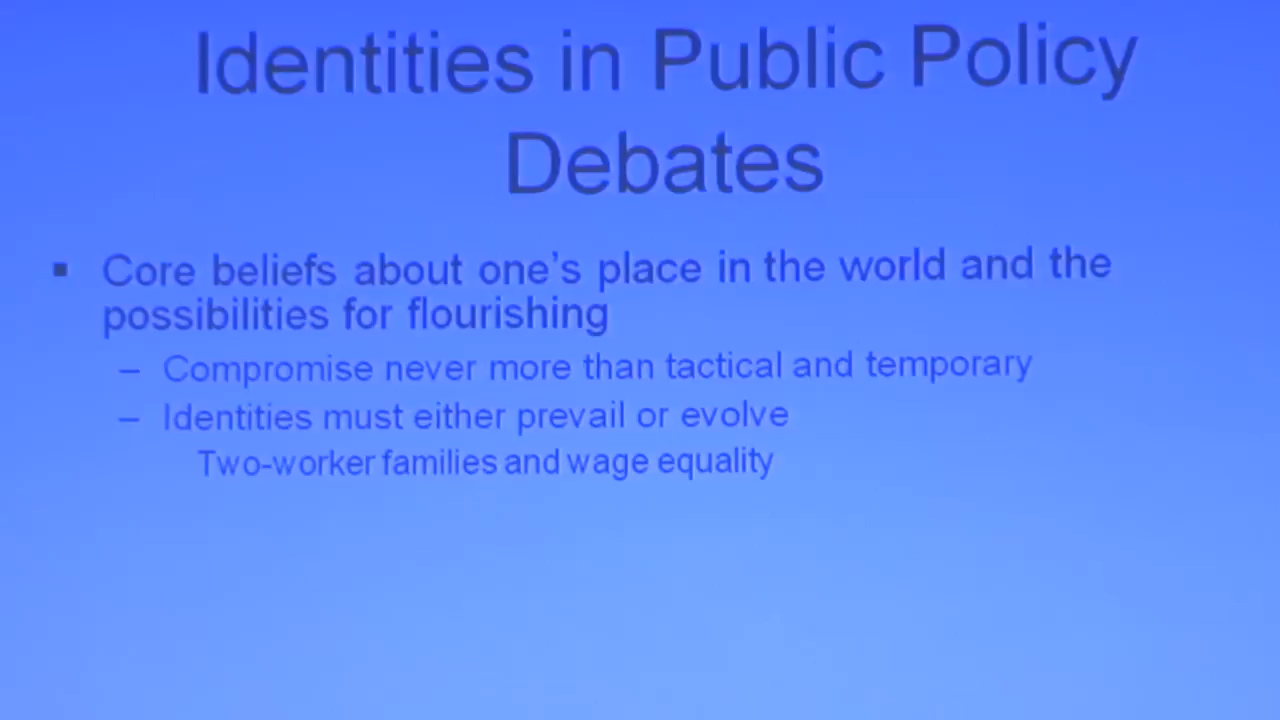 Identities in Public Policy
Debates
▪ Core beliefs about one's place in the world and the
possibilities for flourishing
– Compromise never more than tactical and temporary
– Identities must either prevail or evolve
Two-worker families and wage equality